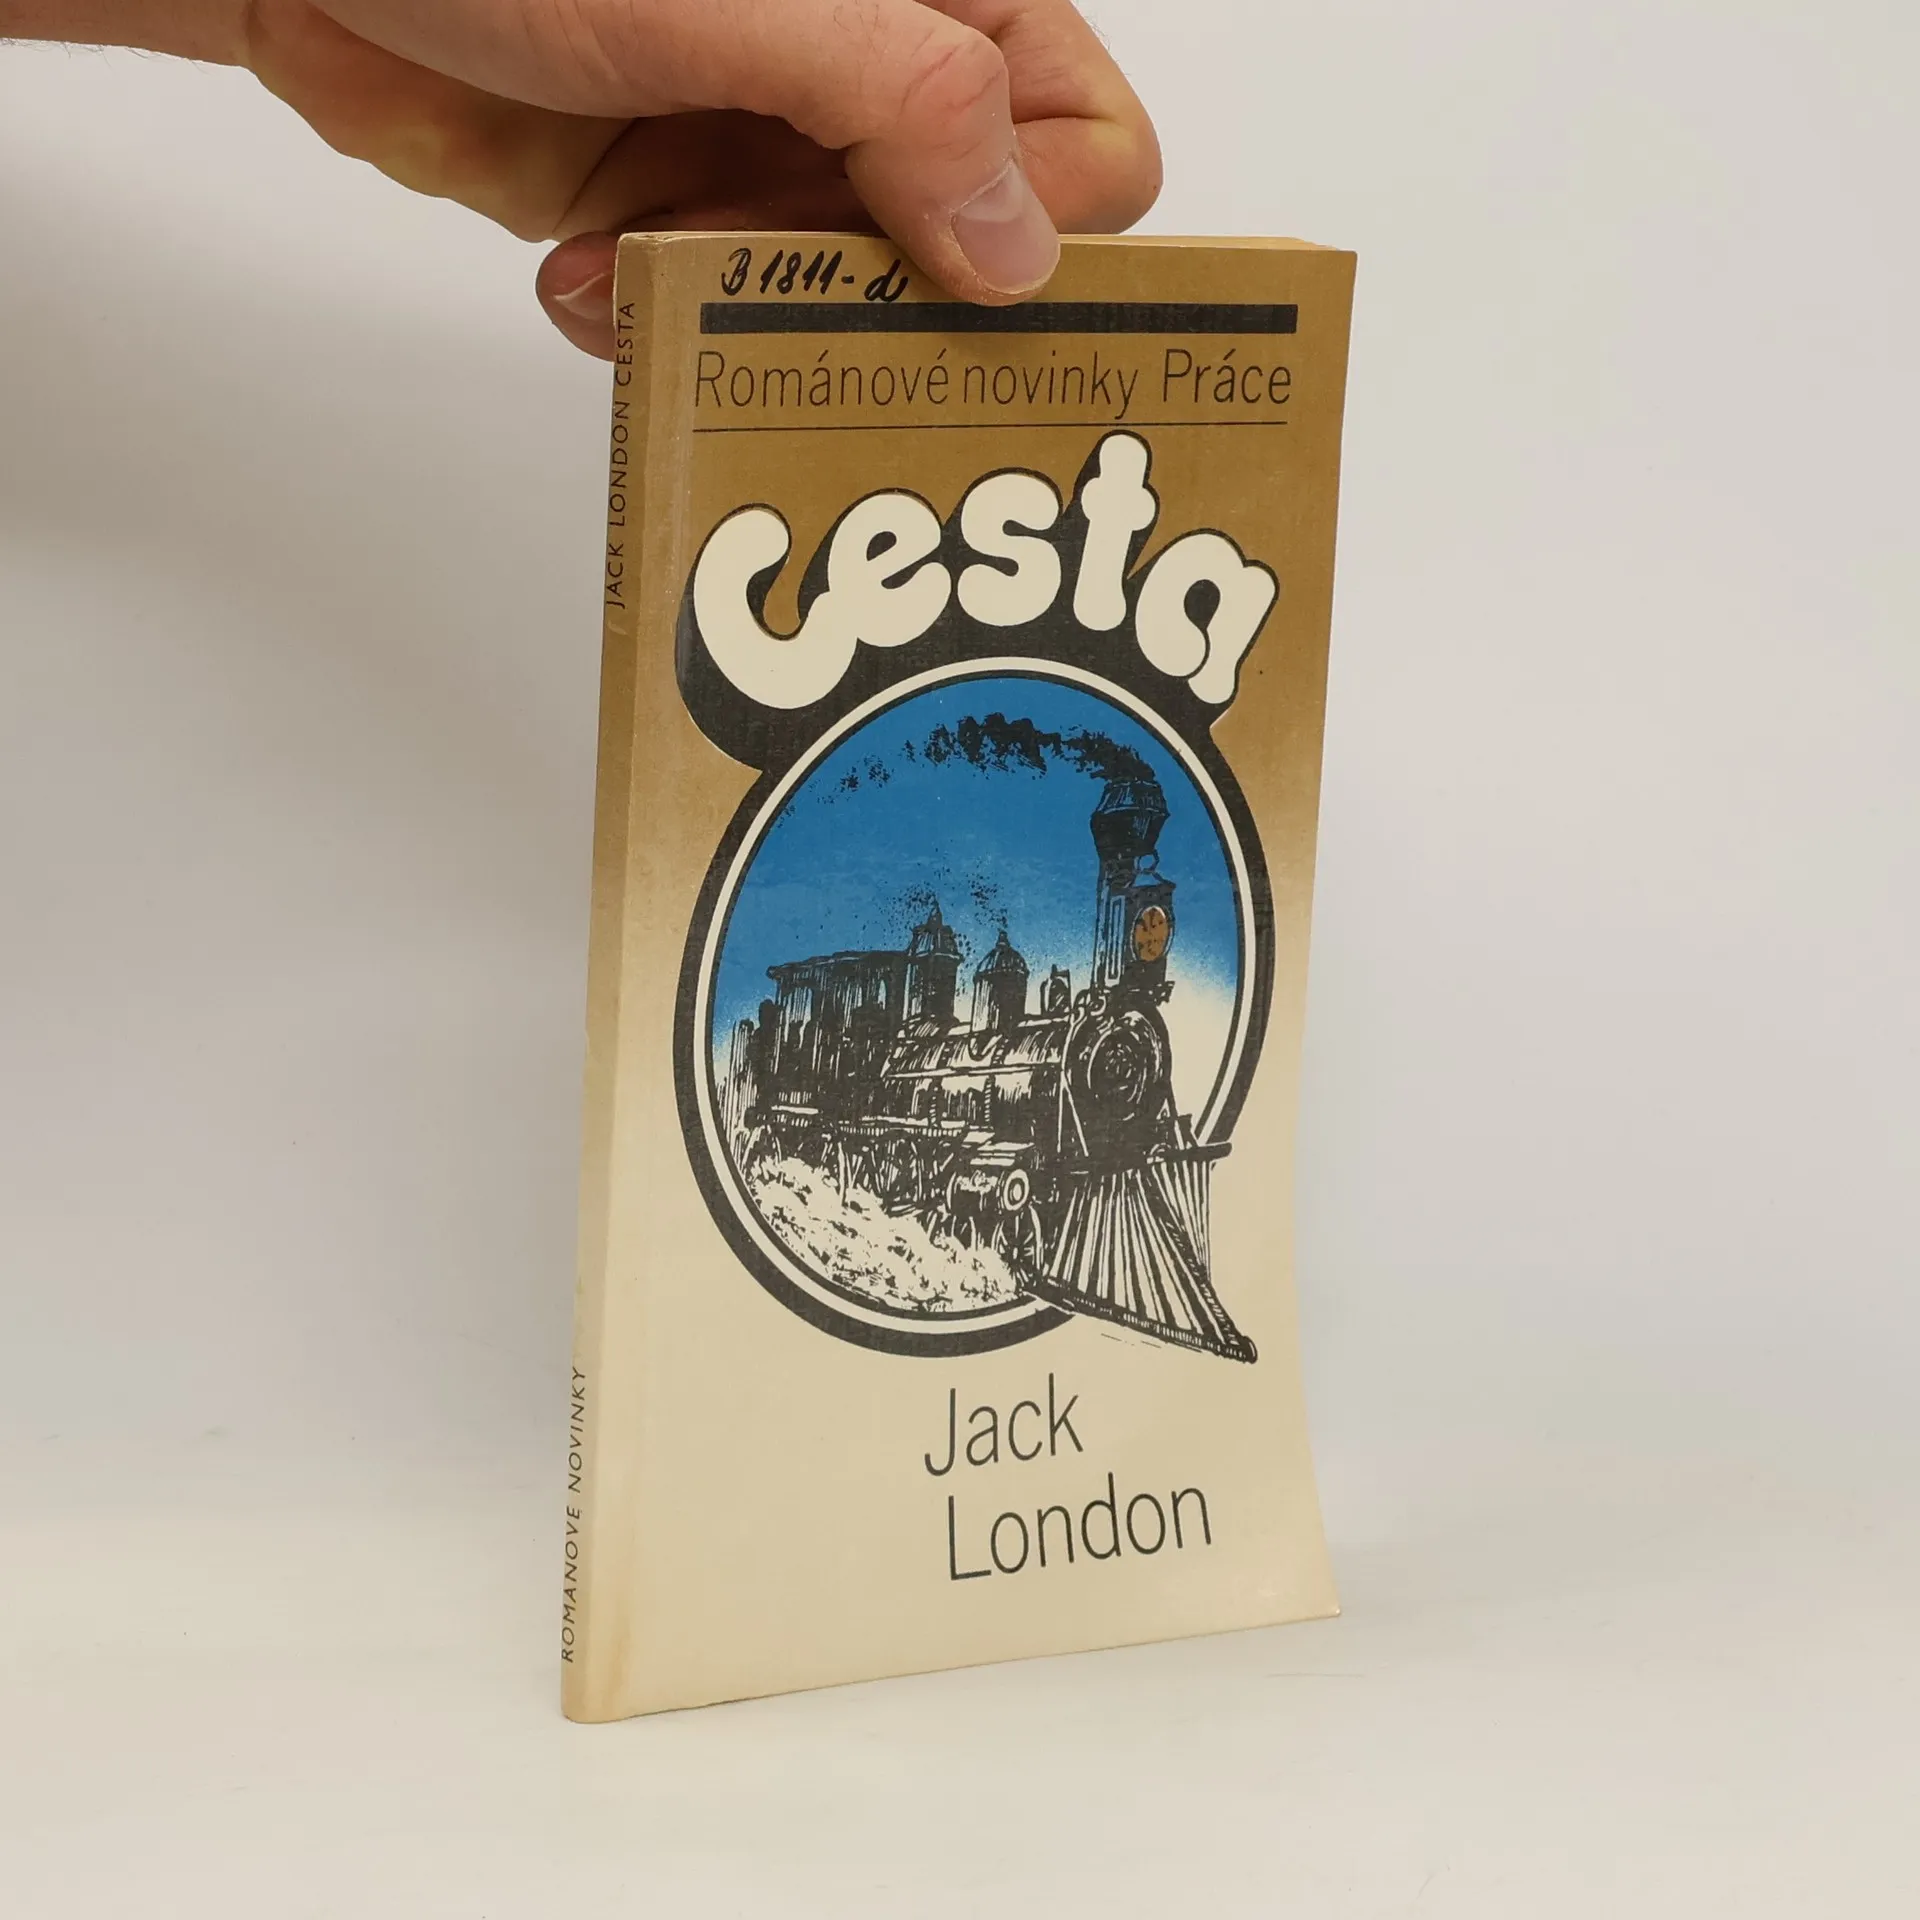 B 1811-d
Románové novinky Práce
cesta
Jack
London
JACK LONDON CESTA
ROMÁNOVÉ NOVINKY